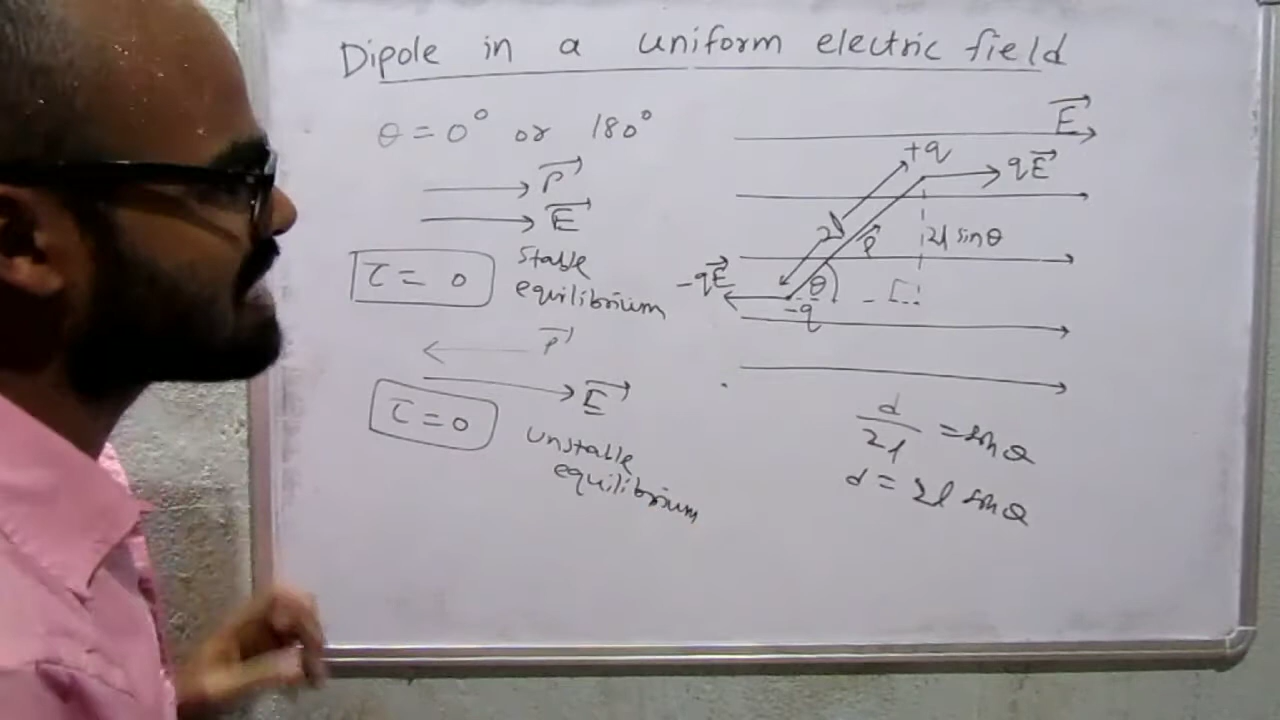 Dipole in a uniform electric field
θ = 0° or 180°
P⃗
E⃗
τ = 0
Stable
equilibrium
P⃗
E⃗
τ = 0
Unstable
equilibrium
E⃗
+q
qE⃗
2l
P⃗
2l sinθ
θ
-qE⃗
-q
d/2l = sinθ
d = 2l sinθ